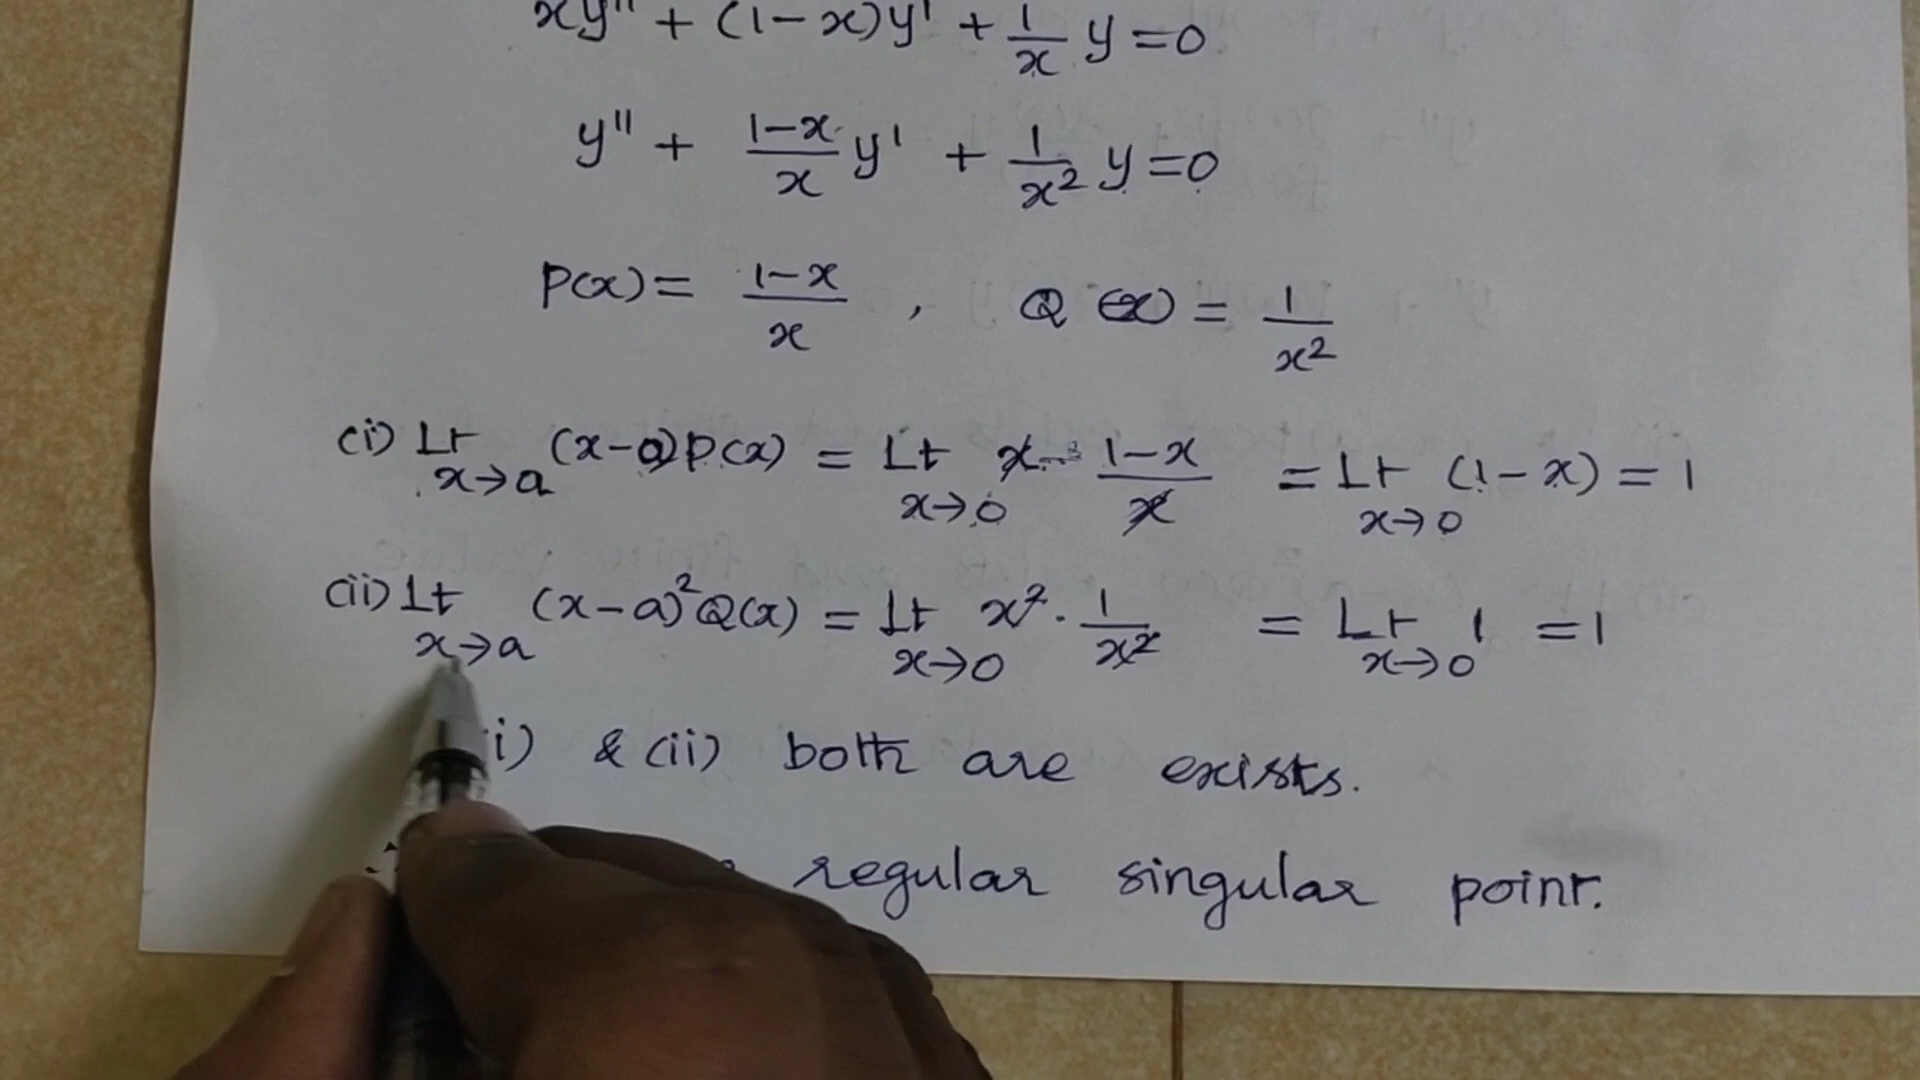 xy'' + (1-x)y' + 1/x y = 0
y'' + (1-x)/x y' + 1/x² y = 0
P(x) = (1-x)/x , Q(x) = 1/x²
(i) Lt x→a (x-a)P(x) = Lt x→0 x · (1-x)/x = Lt x→0 (1-x) = 1
(ii) Lt x→a (x-a)²Q(x) = Lt x→0 x² · 1/x² = Lt x→0 1 = 1
i) & (ii) both are exists.
regular singular point.